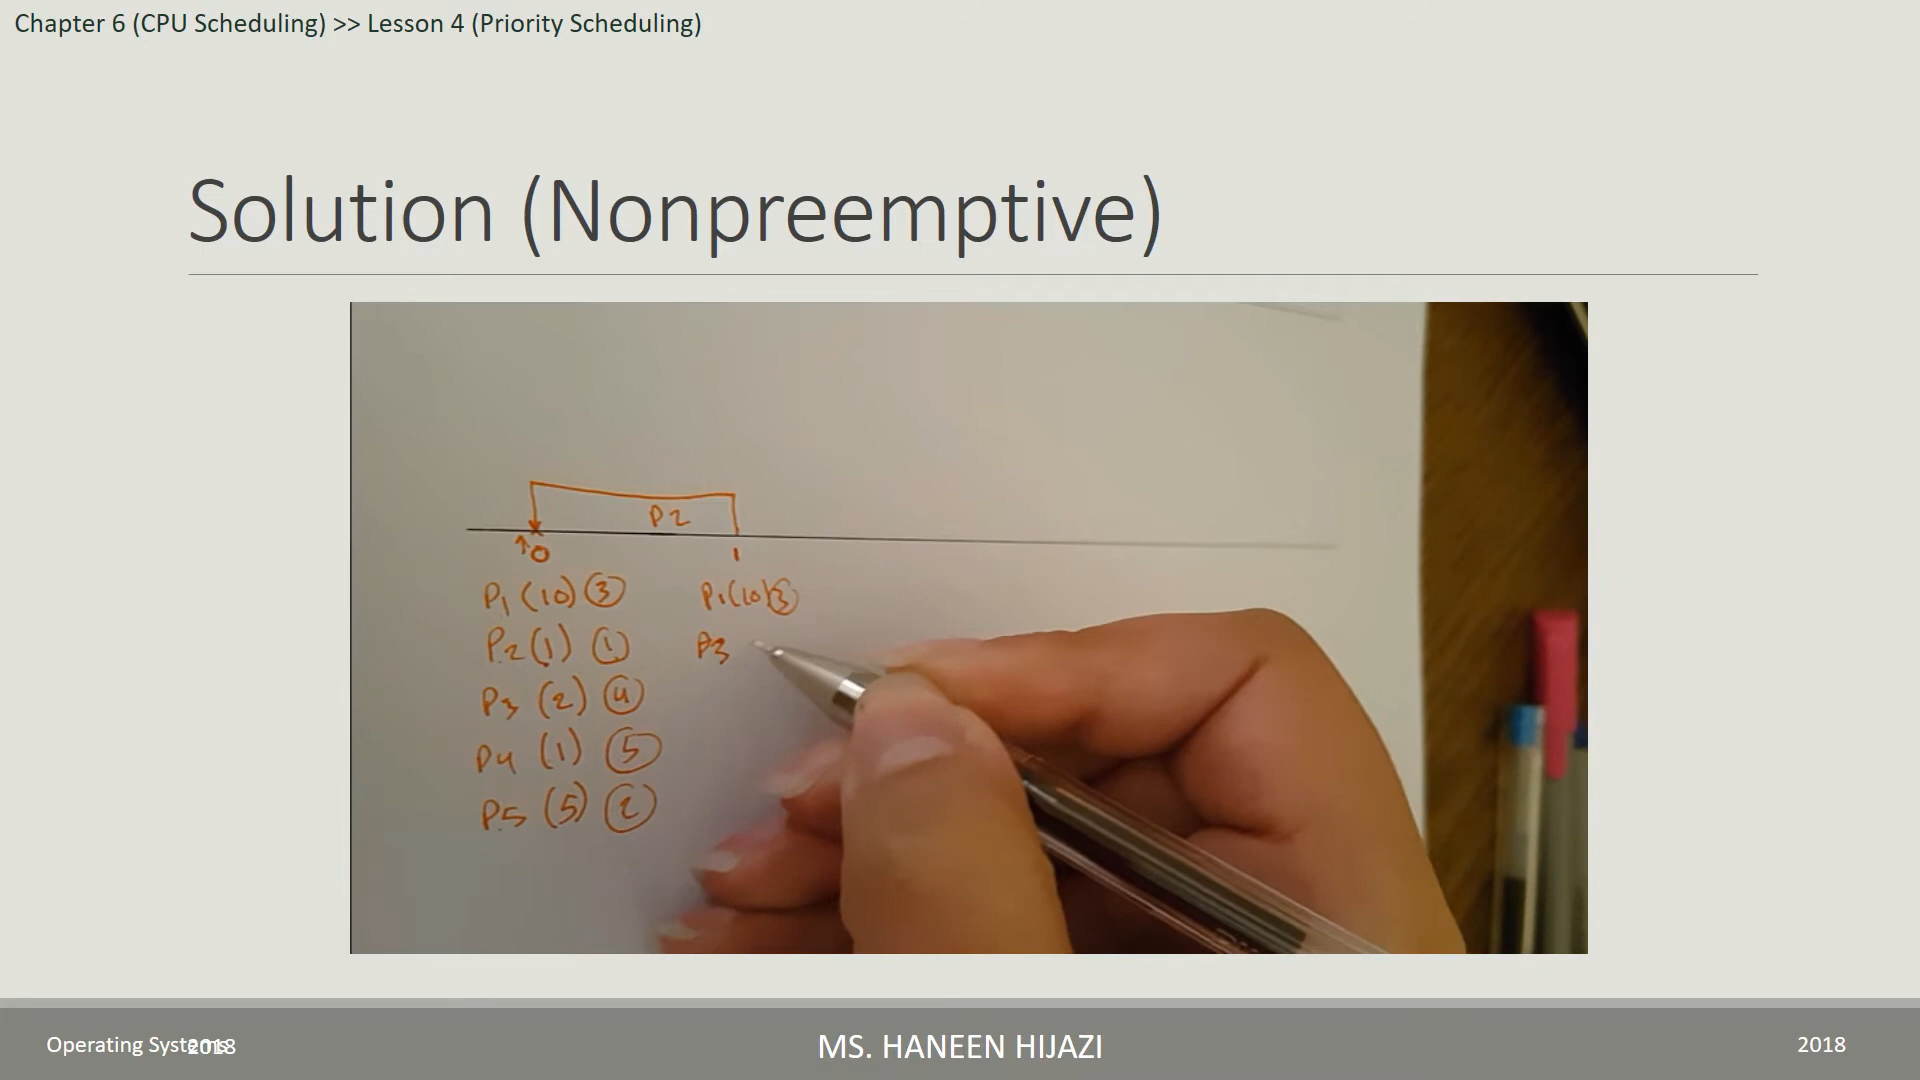 Chapter 6 (CPU Scheduling) >> Lesson 4 (Priority Scheduling)
Solution (Nonpreemptive)
P2
0 1
P1 (10) 3 P1 (10) 3
P2 (1) 1 P3
P3 (2) 4
P4 (1) 5
P5 (5) 2
Operating Systems 2018 MS. HANEEN HIJAZI 2018